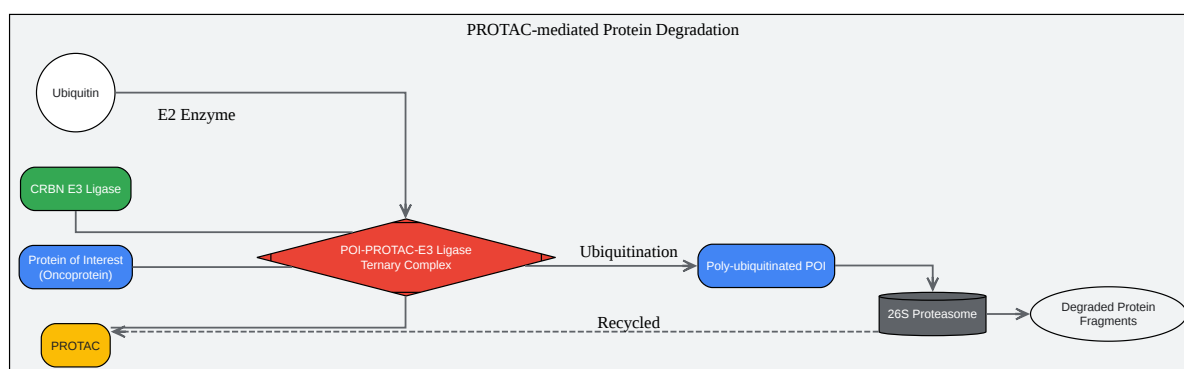 PROTAC-mediated Protein Degradation
Ubiquitin
E2 Enzyme
CRBN E3 Ligase
Protein of Interest
(Oncoprotein)
POI-PROTAC-E3 Ligase
Ternary Complex
Ubiquitination
Poly-ubiquitinated POI
26S Proteasome
Degraded Protein
Fragments
Recycled
PROTAC